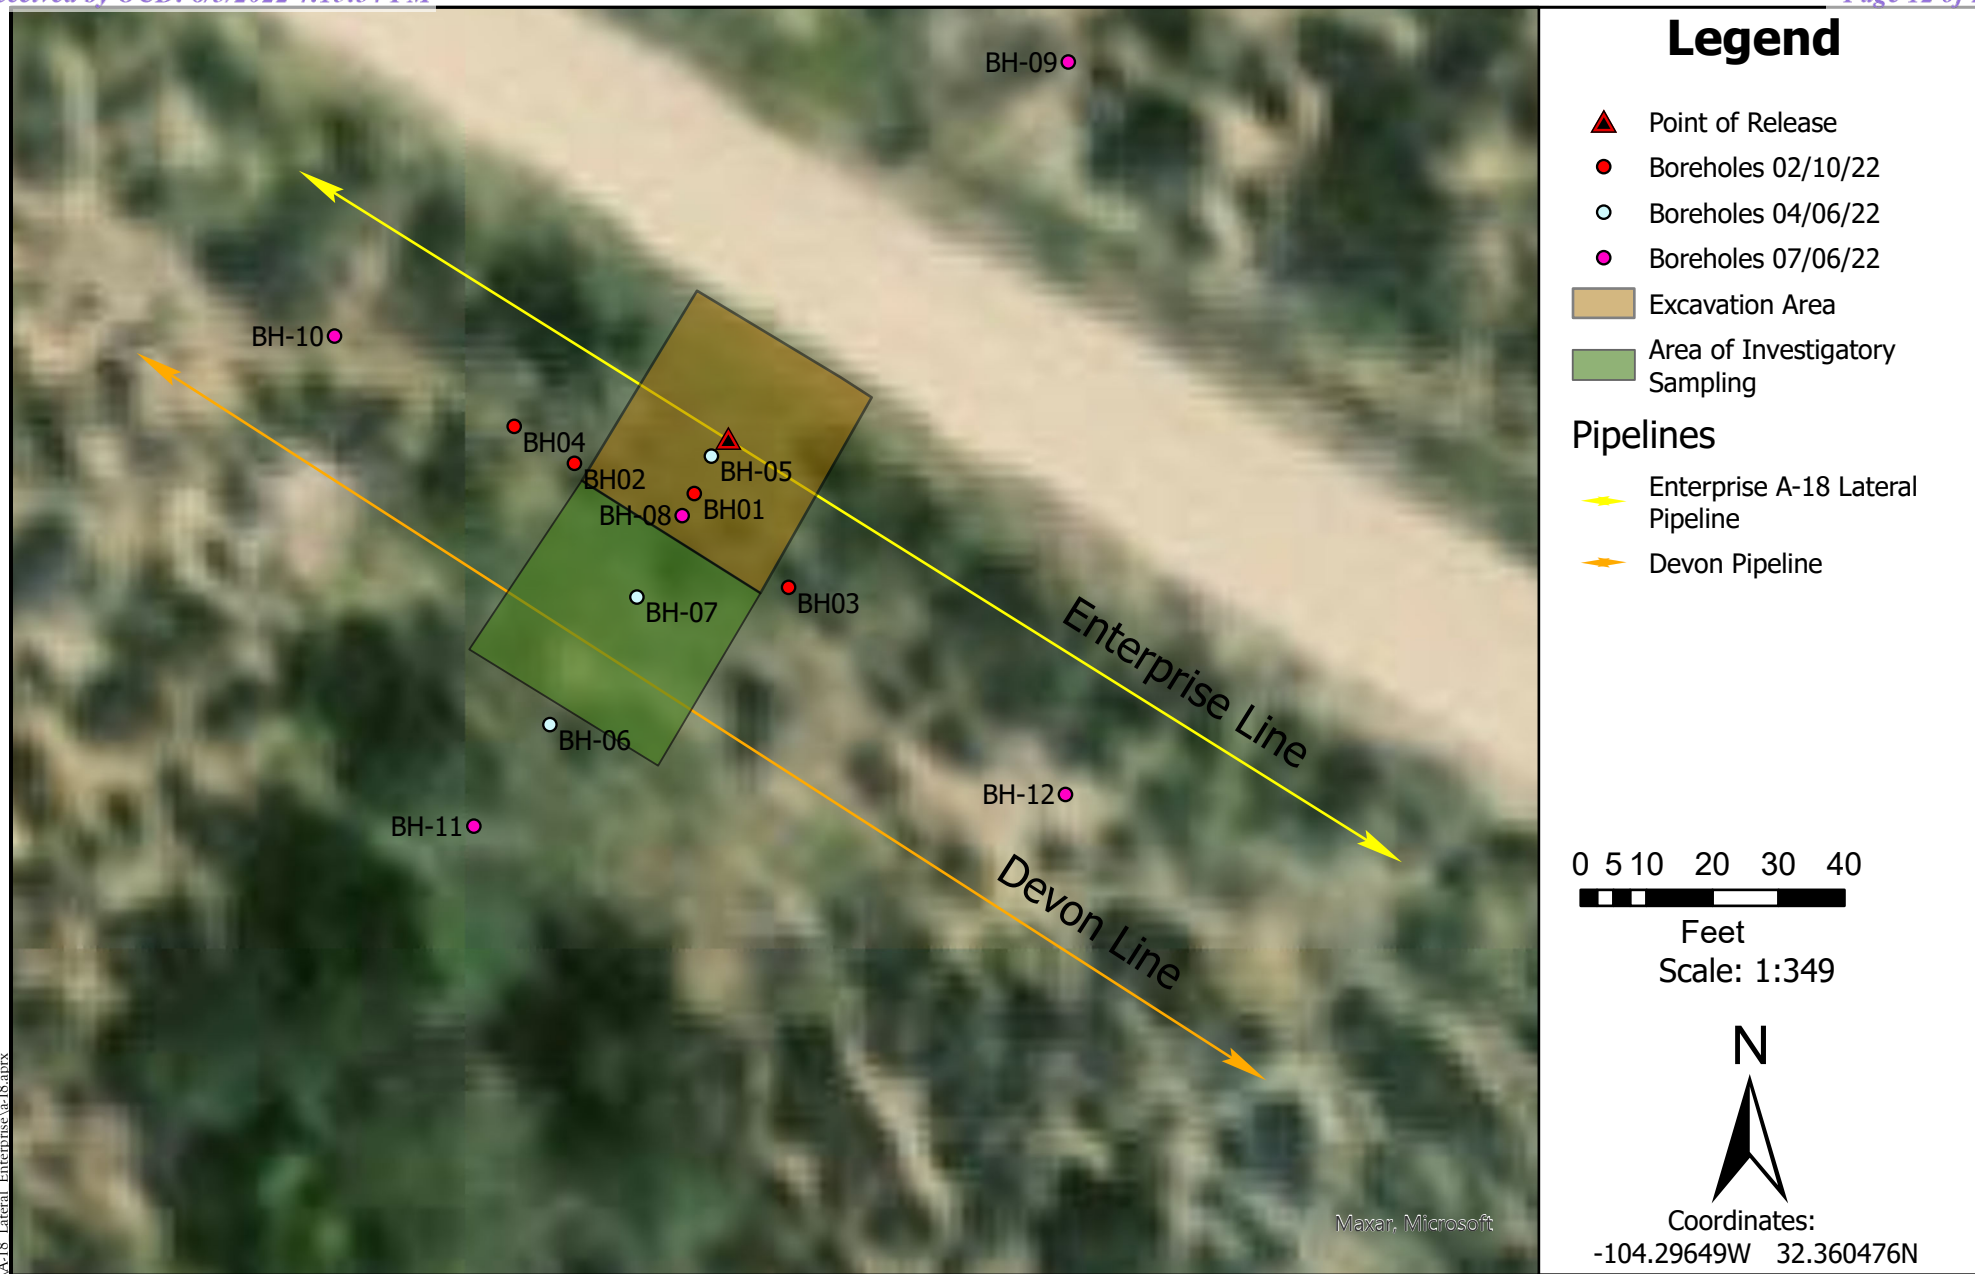 BH-09
BH-10
BH04
BH02
BH-05
BH01
BH-08
BH-07
BH03
BH-06
BH-11
BH-12
Enterprise Line
Devon Line
Maxar, Microsoft
Legend
Point of Release
Boreholes 02/10/22
Boreholes 04/06/22
Boreholes 07/06/22
Excavation Area
Area of Investigatory
Sampling
Pipelines
Enterprise A-18 Lateral
Pipeline
Devon Pipeline
0 5 10 20 30 40
Feet
Scale: 1:349
N
Coordinates:
-104.29649W 32.360476N